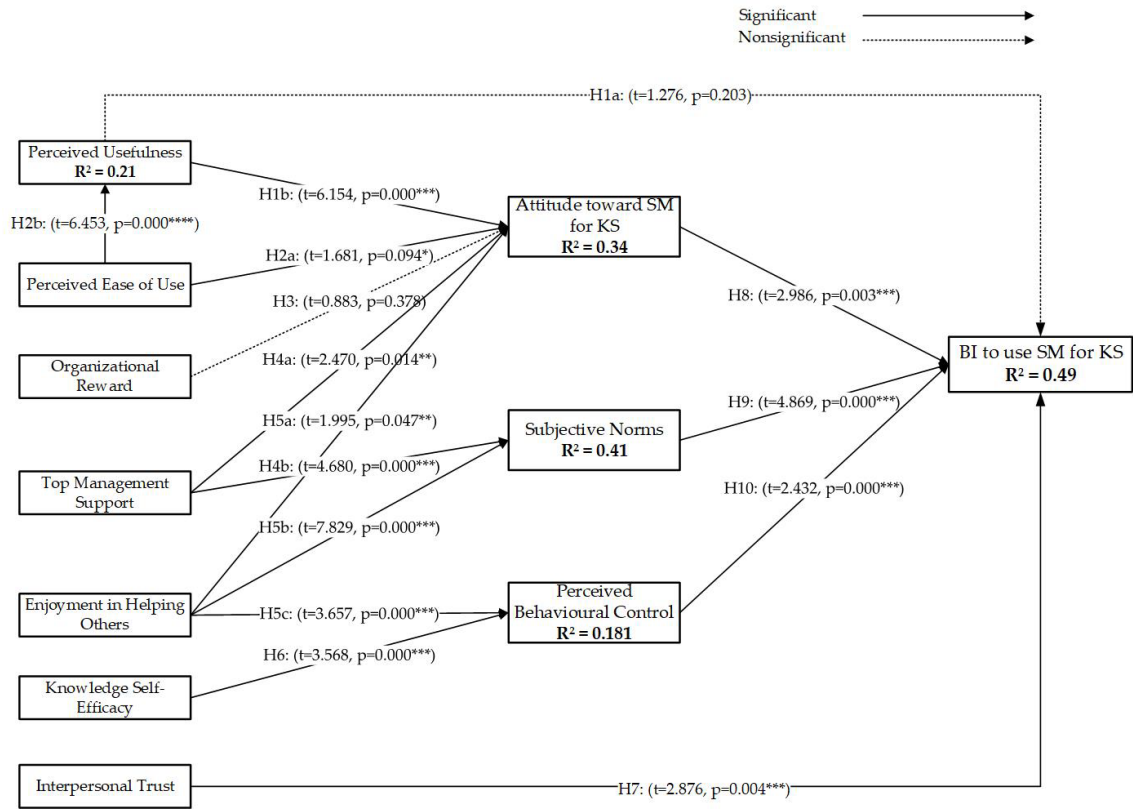 Significant
Nonsignificant
H1a: (t=1.276, p=0.203)
Perceived Usefulness
R² = 0.21
H1b: (t=6.154, p=0.000***)
Attitude toward SM
for KS
R² = 0.34
H2b: (t=6.453, p=0.000****)
H2a: (t=1.681, p=0.094*)
Perceived Ease of Use
H3: (t=0.883, p=0.378)
H8: (t=2.986, p=0.003***)
Organizational
Reward
H4a: (t=2.470, p=0.014**)
BI to use SM for KS
R² = 0.49
H5a: (t=1.995, p=0.047**)
H9: (t=4.869, p=0.000***)
Subjective Norms
R² = 0.41
H4b: (t=4.680, p=0.000***)
Top Management
Support
H10: (t=2.432, p=0.000***)
H5b: (t=7.829, p=0.000***)
Enjoyment in Helping
Others
H5c: (t=3.657, p=0.000***)
Perceived
Behavioural Control
R² = 0.181
H6: (t=3.568, p=0.000***)
Knowledge Self-
Efficacy
Interpersonal Trust
H7: (t=2.876, p=0.004***)